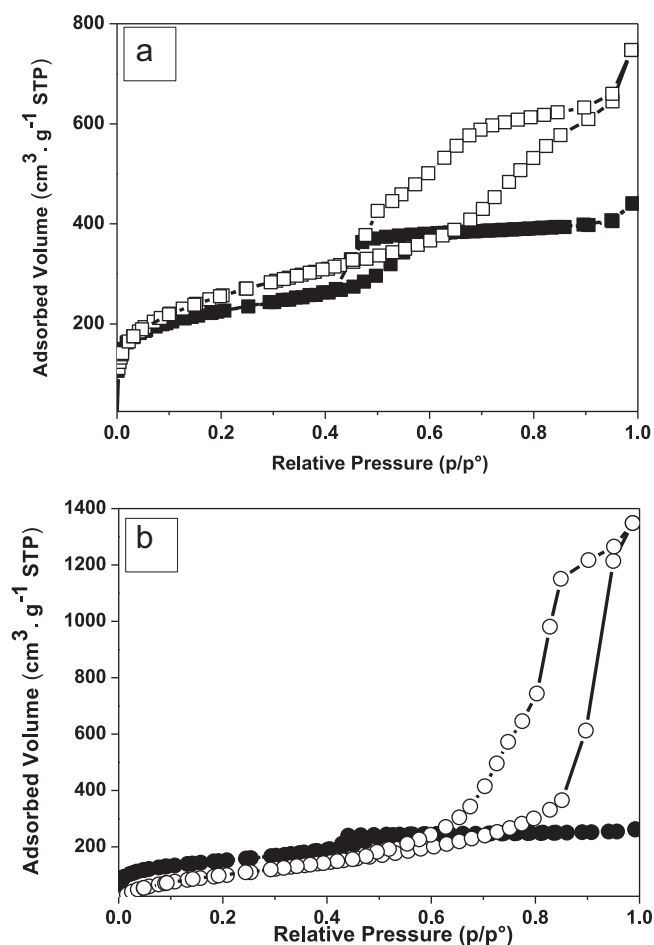 800
a
600
400
200
0.0 0.2 0.4 0.6 0.8 1.0
Adsorbed Volume (cm³ . g⁻¹ STP)
Relative Pressure (p/p°)
1400
b
1200
1000
800
600
400
200
0.0 0.2 0.4 0.6 0.8 1.0
Adsorbed Volume (cm³ . g⁻¹ STP)
Relative Pressure (p/p°)